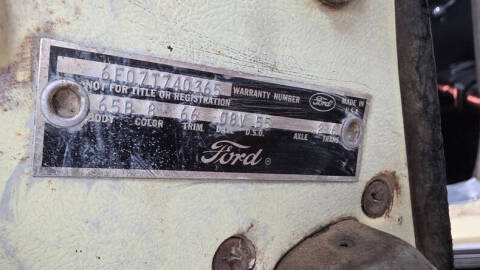 6F07T740365
NOT FOR TITLE OR REGISTRATION WARRANTY NUMBER Ford MADE IN U.S.A.
65B 8 66 08V 55 2 6
BODY COLOR TRIM DATE D.S.O. AXLE TRANS
Ford ®